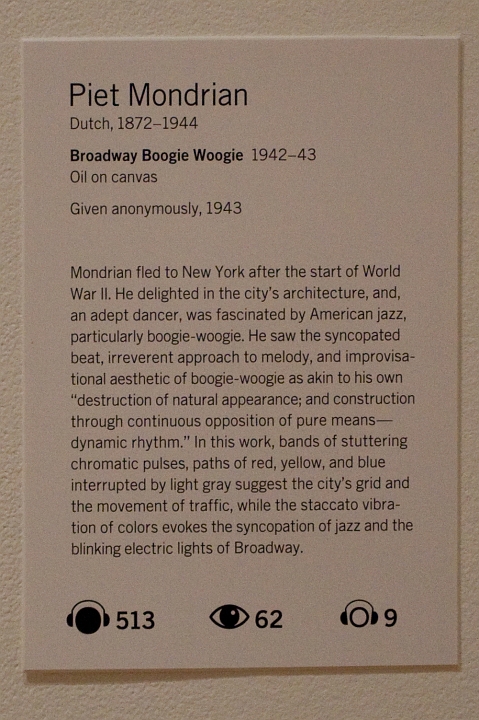 Piet Mondrian
Dutch, 1872–1944
Broadway Boogie Woogie 1942–43
Oil on canvas
Given anonymously, 1943
Mondrian fled to New York after the start of World
War II. He delighted in the city's architecture, and,
an adept dancer, was fascinated by American jazz,
particularly boogie-woogie. He saw the syncopated
beat, irreverent approach to melody, and improvisa-
tional aesthetic of boogie-woogie as akin to his own
“destruction of natural appearance; and construction
through continuous opposition of pure means—
dynamic rhythm.” In this work, bands of stuttering
chromatic pulses, paths of red, yellow, and blue
interrupted by light gray suggest the city's grid and
the movement of traffic, while the staccato vibra-
tion of colors evokes the syncopation of jazz and the
blinking electric lights of Broadway.
513 62 9